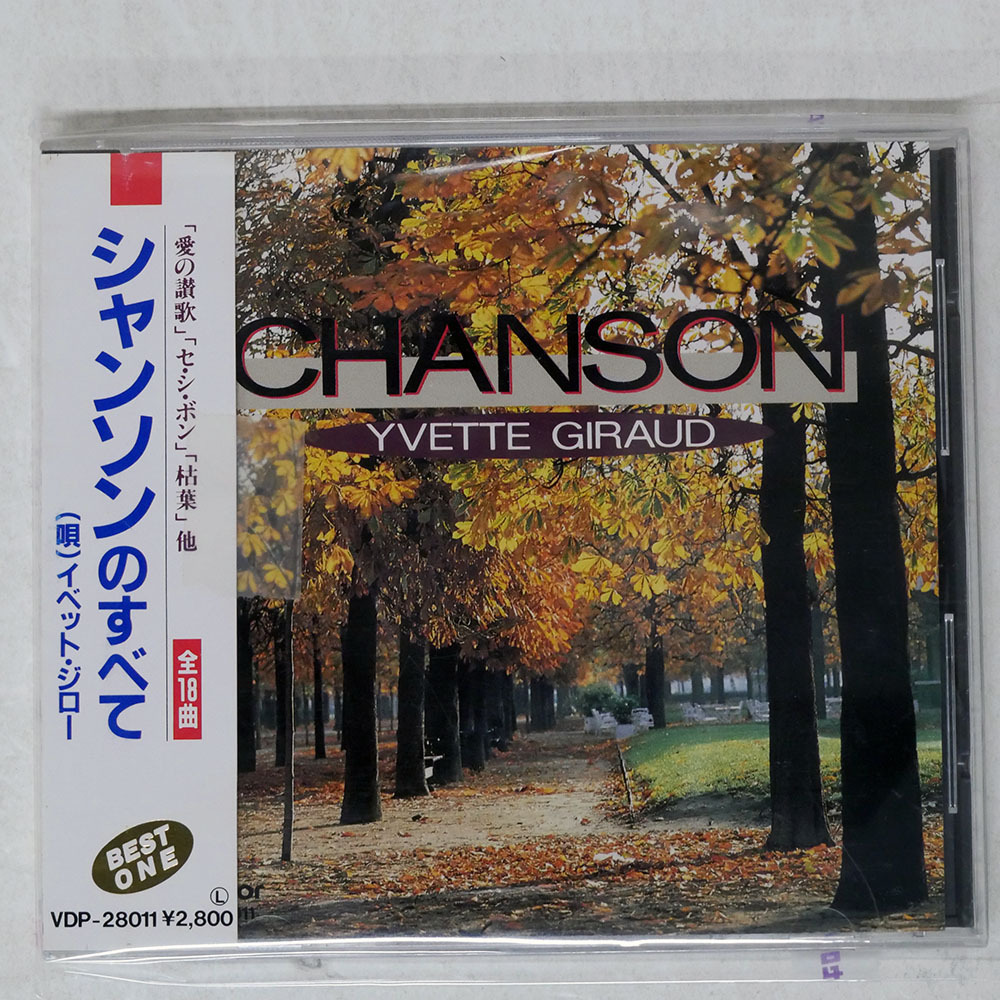 シャンソンのすべて
(唄)イベット・ジロー
「愛の讃歌」「セ・シ・ボン」「枯葉」他
全18曲
BEST
ONE
Ⓛ
VDP-28011 ¥2,800
CHANSON
YVETTE GIRAUD